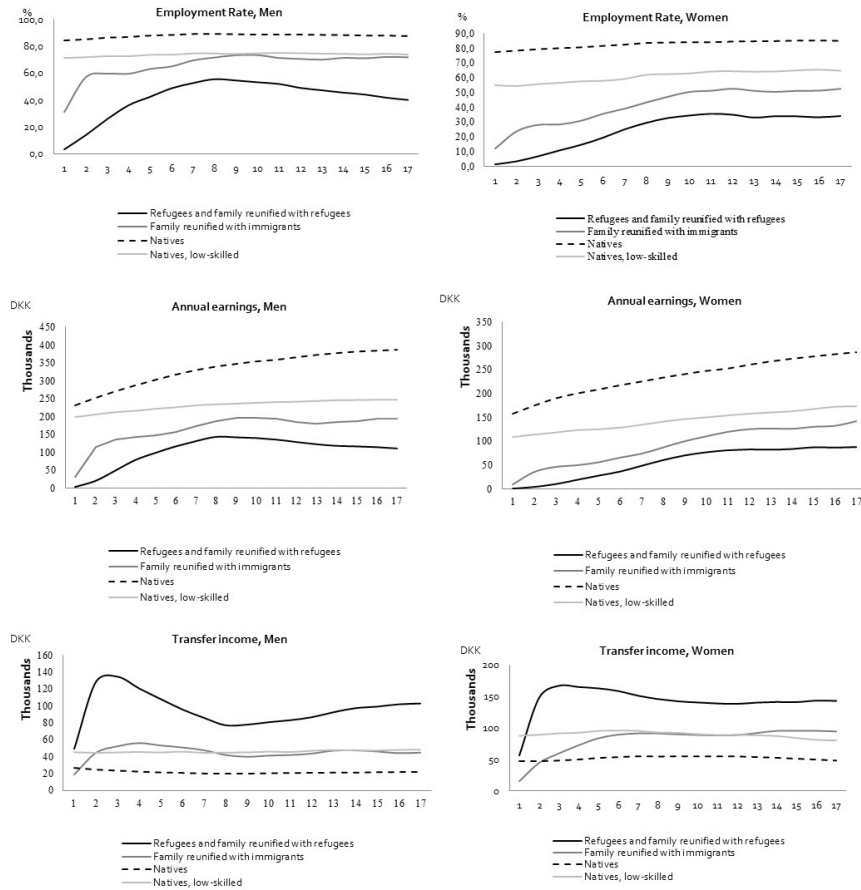 Employment Rate, Men
%
100,0
80,0
60,0
40,0
20,0
0,0
1 2 3 4 5 6 7 8 9 10 11 12 13 14 15 16 17
Refugees and family reunified with refugees
Family reunified with immigrants
Natives
Natives, low-skilled
Employment Rate, Women
%
90,0
80,0
70,0
60,0
50,0
40,0
30,0
20,0
10,0
0,0
1 2 3 4 5 6 7 8 9 10 11 12 13 14 15 16 17
Refugees and family reunified with refugees
Family reunified with immigrants
Natives
Natives, low-skilled
DKK
Annual earnings, Men
Thousands
450
400
350
300
250
200
150
100
50
0
1 2 3 4 5 6 7 8 9 10 11 12 13 14 15 16 17
Refugees and family reunified with refugees
Family reunified with immigrants
Natives
Natives, low-skilled
DKK
Annual earnings, Women
Thousands
350
300
250
200
150
100
50
0
1 2 3 4 5 6 7 8 9 10 11 12 13 14 15 16 17
Refugees and family reunified with refugees
Family reunified with immigrants
Natives
Natives, low-skilled
DKK
Transfer income, Men
Thousands
160
140
120
100
80
60
40
20
0
1 2 3 4 5 6 7 8 9 10 11 12 13 14 15 16 17
Refugees and family reunified with refugees
Family reunified with immigrants
Natives
Natives, low-skilled
DKK
Transfer income, Women
Thousands
200
150
100
50
0
1 2 3 4 5 6 7 8 9 10 11 12 13 14 15 16 17
Refugees and family reunified with refugees
Family reunified with immigrants
Natives
Natives, low-skilled